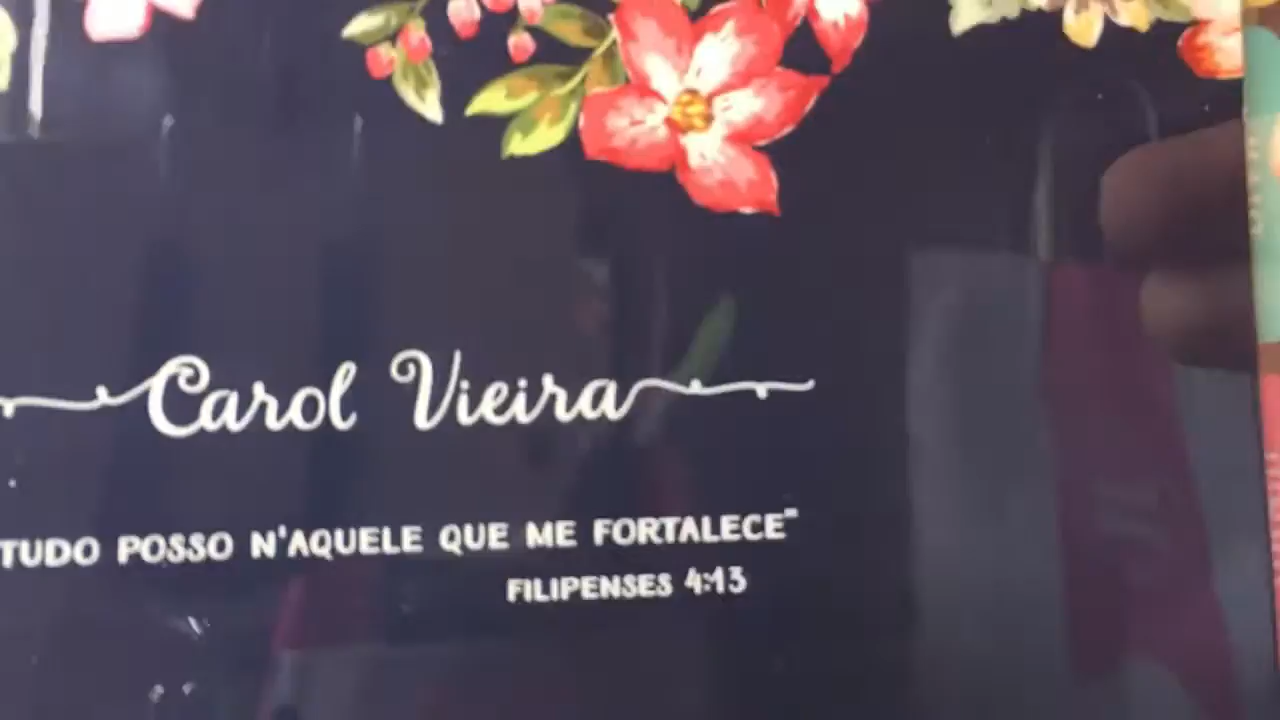 Carol Vieira
TUDO POSSO N'AQUELE QUE ME FORTALECE"
FILIPENSES 4:13